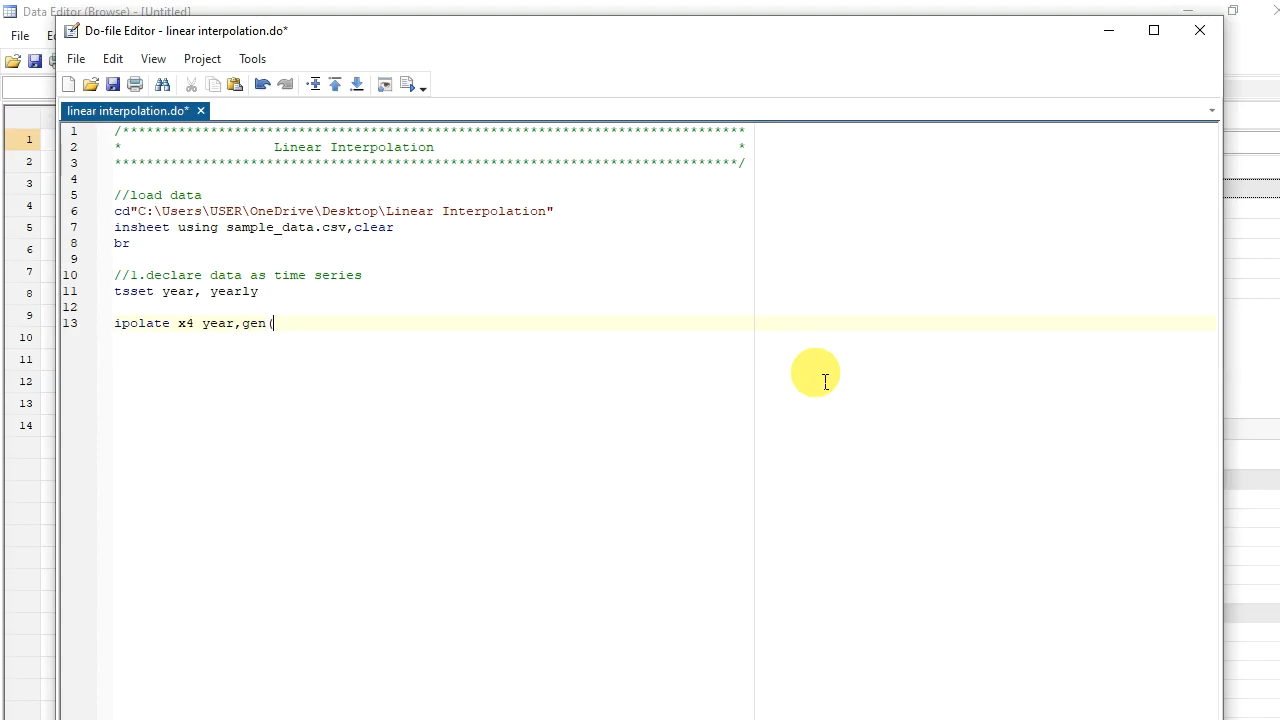 Data Editor (Browse) - [Untitled]
File
Do-file Editor - linear interpolation.do*
File Edit View Project Tools
linear interpolation.do*
1 /******************************************************************************
2 * Linear Interpolation *
3 ******************************************************************************/
4
5 //load data
6 cd"C:\Users\USER\OneDrive\Desktop\Linear Interpolation"
7 insheet using sample_data.csv,clear
8 br
9
10 //1.declare data as time series
11 tsset year, yearly
12
13 ipolate x4 year,gen(
1
2
3
4
5
6
7
8
9
10
11
12
13
14